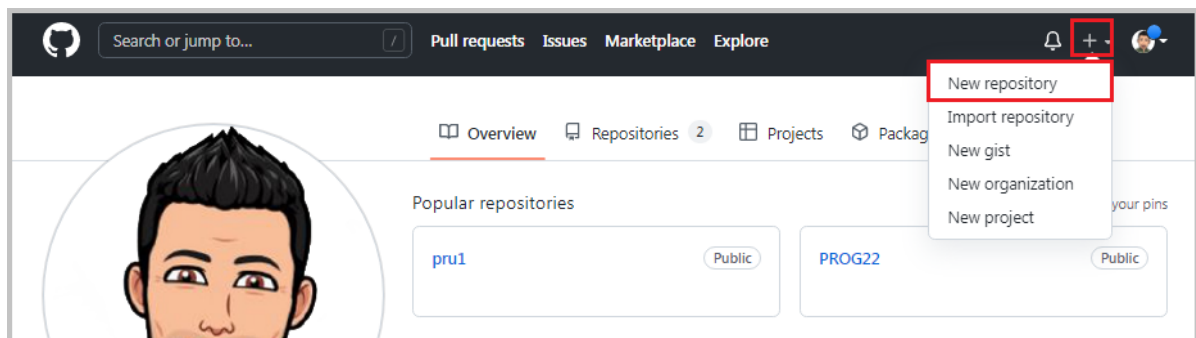 Search or jump to... / Pull requests Issues Marketplace Explore
New repository
Import repository
New gist
New organization
New project
Overview Repositories 2 Projects Packag
Popular repositories your pins
pru1 Public PROG22 Public